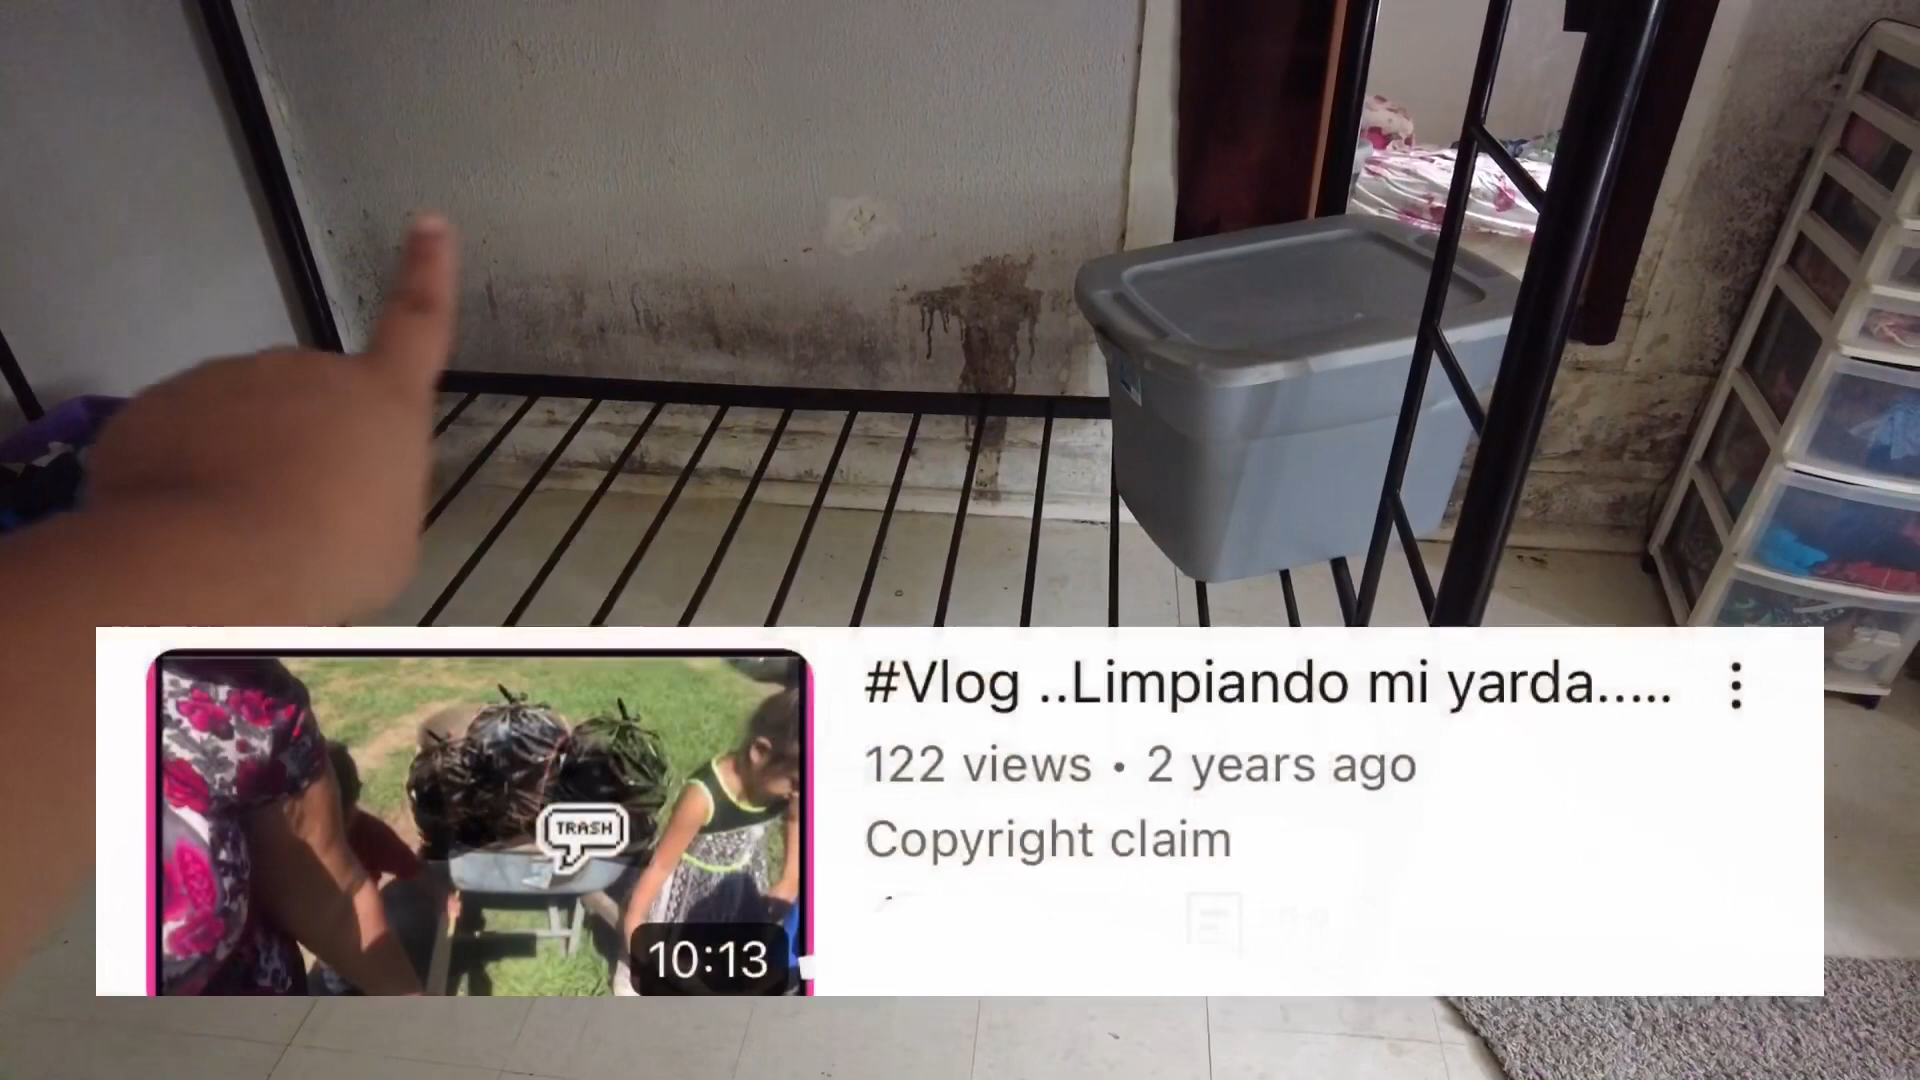 #Vlog ..Limpiando mi yarda.....
122 views • 2 years ago
Copyright claim
TRASH
10:13